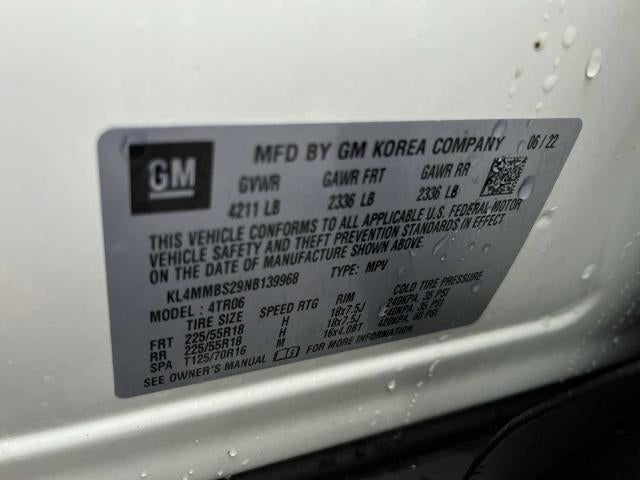 GM MFD BY GM KOREA COMPANY 06 / 22
GVWR GAWR FRT GAWR RR
4211 LB 2336 LB 2336 LB
THIS VEHICLE CONFORMS TO ALL APPLICABLE U.S. FEDERAL MOTOR
VEHICLE SAFETY AND THEFT PREVENTION STANDARDS IN EFFECT
ON THE DATE OF MANUFACTURE SHOWN ABOVE.
KL4MMBS29NB139968 TYPE: MPV
MODEL : 4TR06
TIRE SIZE SPEED RTG RIM COLD TIRE PRESSURE
FRT 225/55R18 H 18x7.5J 240KPA, 35 PSI
RR 225/55R18 H 18x7.5J 240KPA, 35 PSI
SPA T125/70R16 M 16x4.0BT 420KPA, 60 PSI
SEE OWNER'S MANUAL FOR MORE INFORMATION.